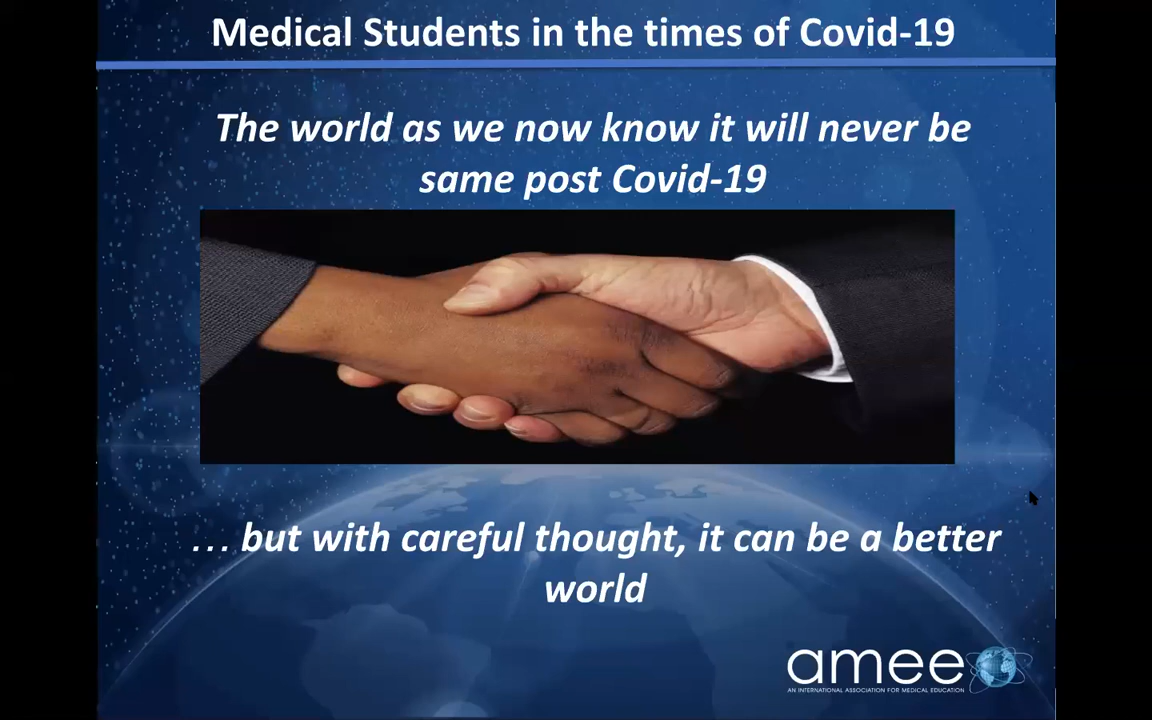 Medical Students in the times of Covid-19
The world as we now know it will never be
same post Covid-19
... but with careful thought, it can be a better
world
amee
AN INTERNATIONAL ASSOCIATION FOR MEDICAL EDUCATION